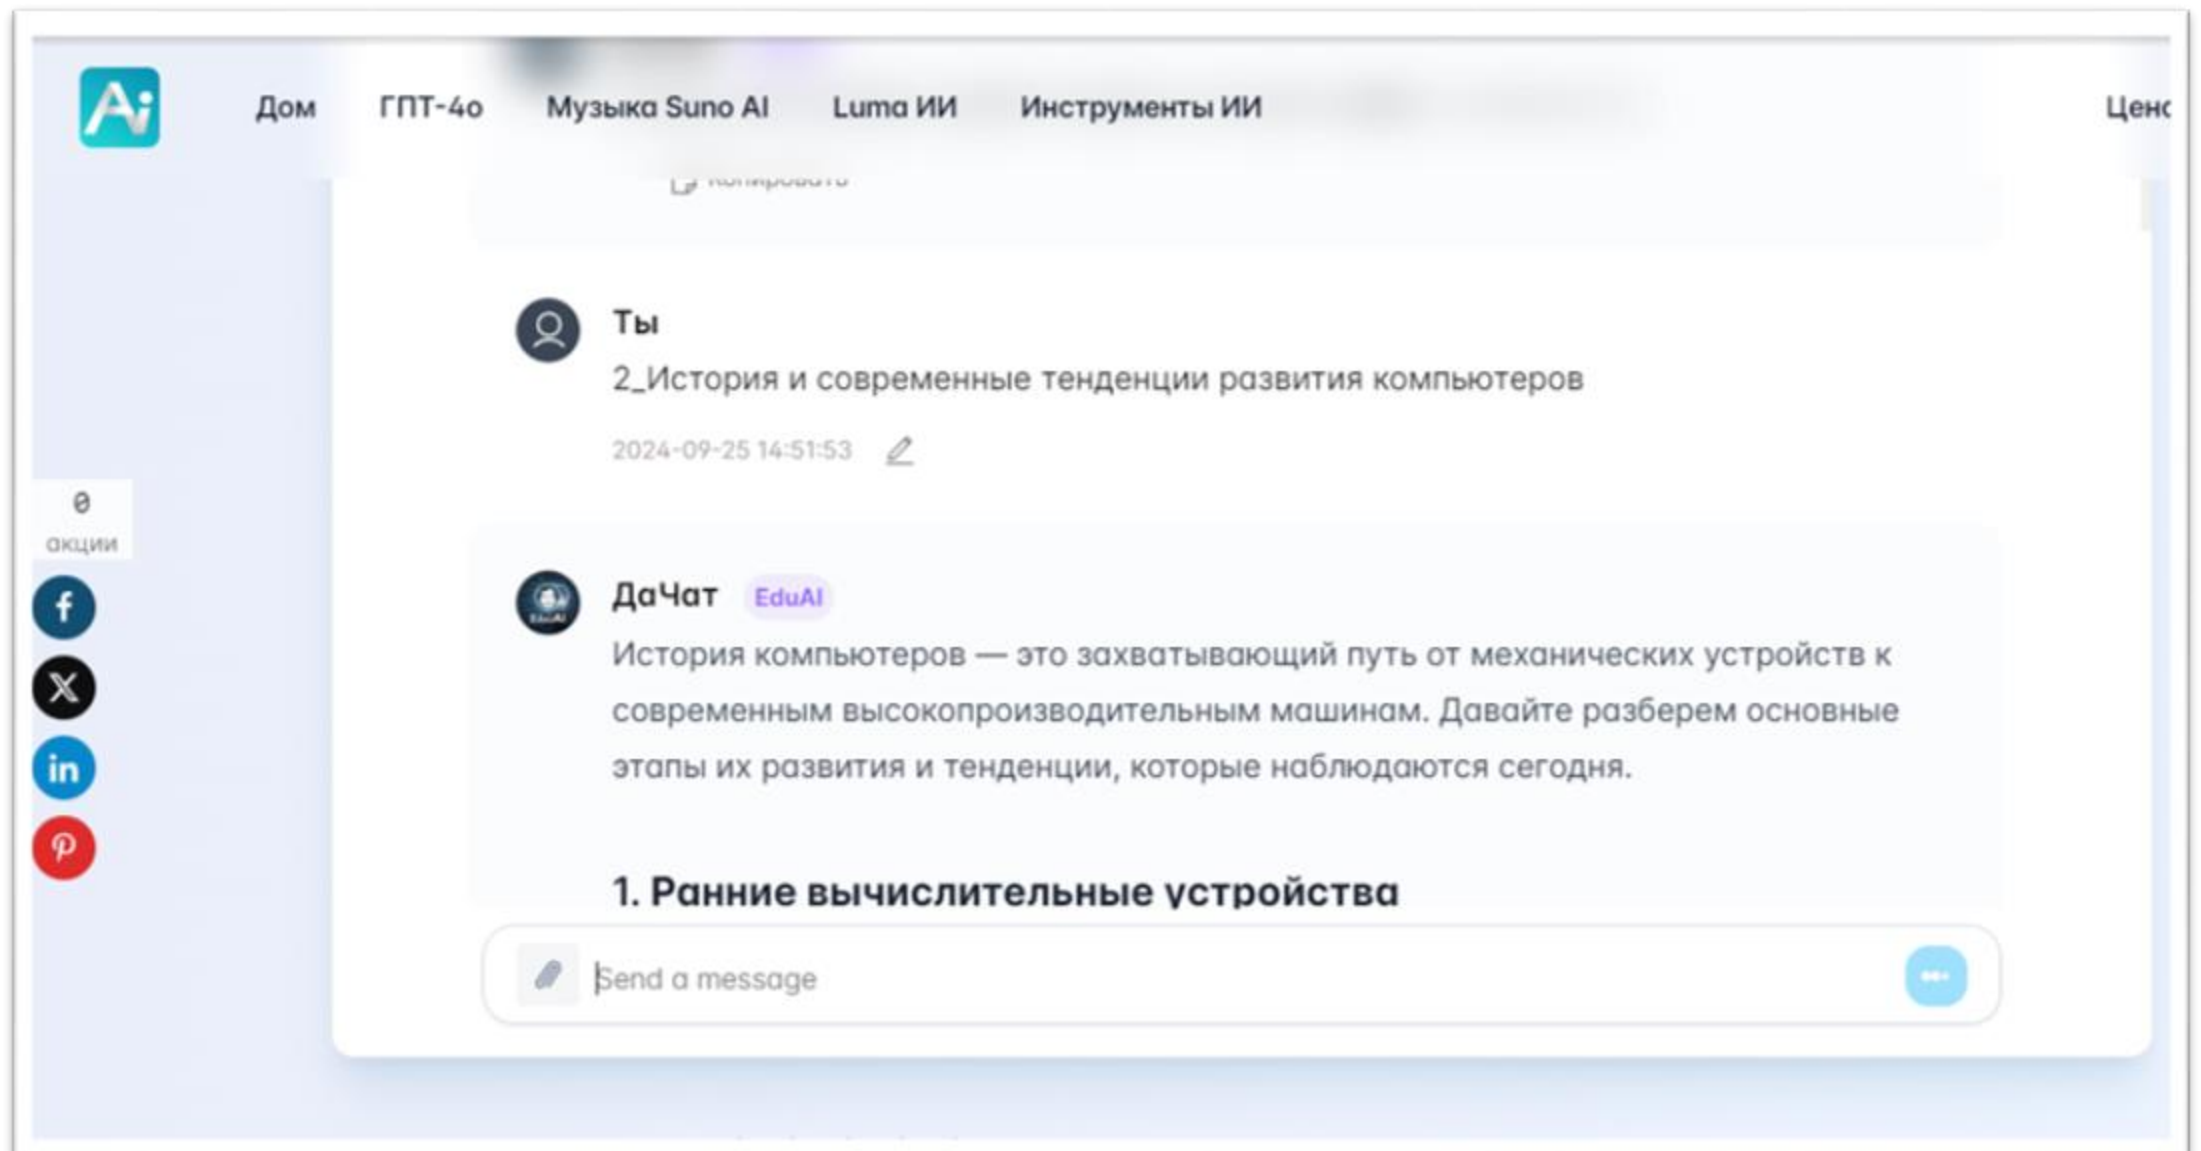 Ai
Дом ГПТ-4о Музыка Suno AI Luma ИИ Инструменты ИИ
Копировать
Ты
2_История и современные тенденции развития компьютеров
2024-09-25 14:51:53
0
акции
ДаЧат EduAI
История компьютеров — это захватывающий путь от механических устройств к
современным высокопроизводительным машинам. Давайте разберем основные
этапы их развития и тенденции, которые наблюдаются сегодня.
1. Ранние вычислительные устройства
Send a message